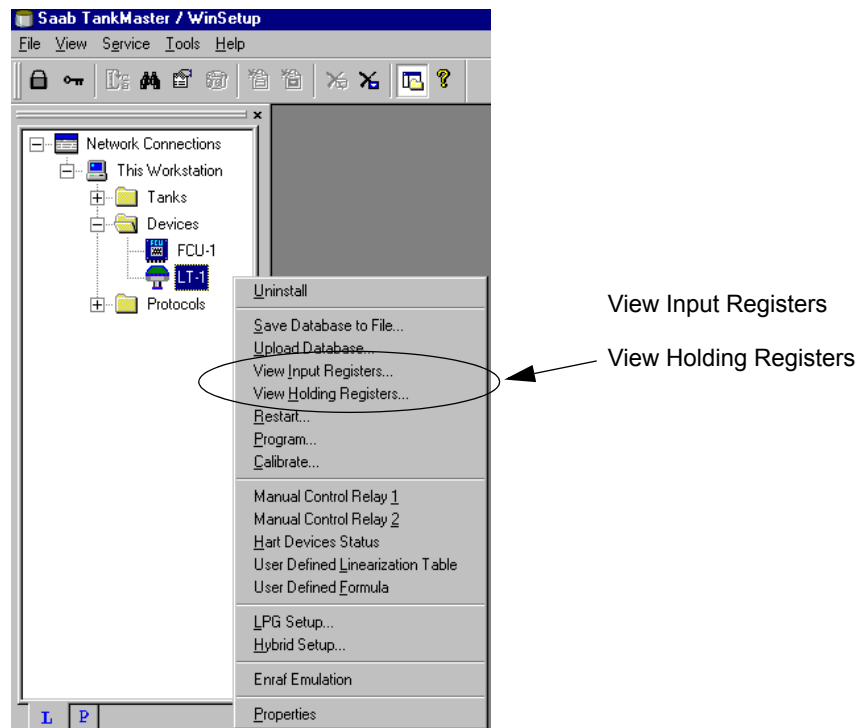 Saab TankMaster / WinSetup
File View Service Tools Help
Network Connections
This Workstation
Tanks
Devices
FCU
FCU-1
LT-1
Protocols
Uninstall
Save Database to File...
Upload Database...
View Input Registers...
View Holding Registers...
Restart...
Program...
Calibrate...
Manual Control Relay 1
Manual Control Relay 2
Hart Devices Status
User Defined Linearization Table
User Defined Formula
LPG Setup...
Hybrid Setup...
Enraf Emulation
Properties
L P
View Input Registers
View Holding Registers